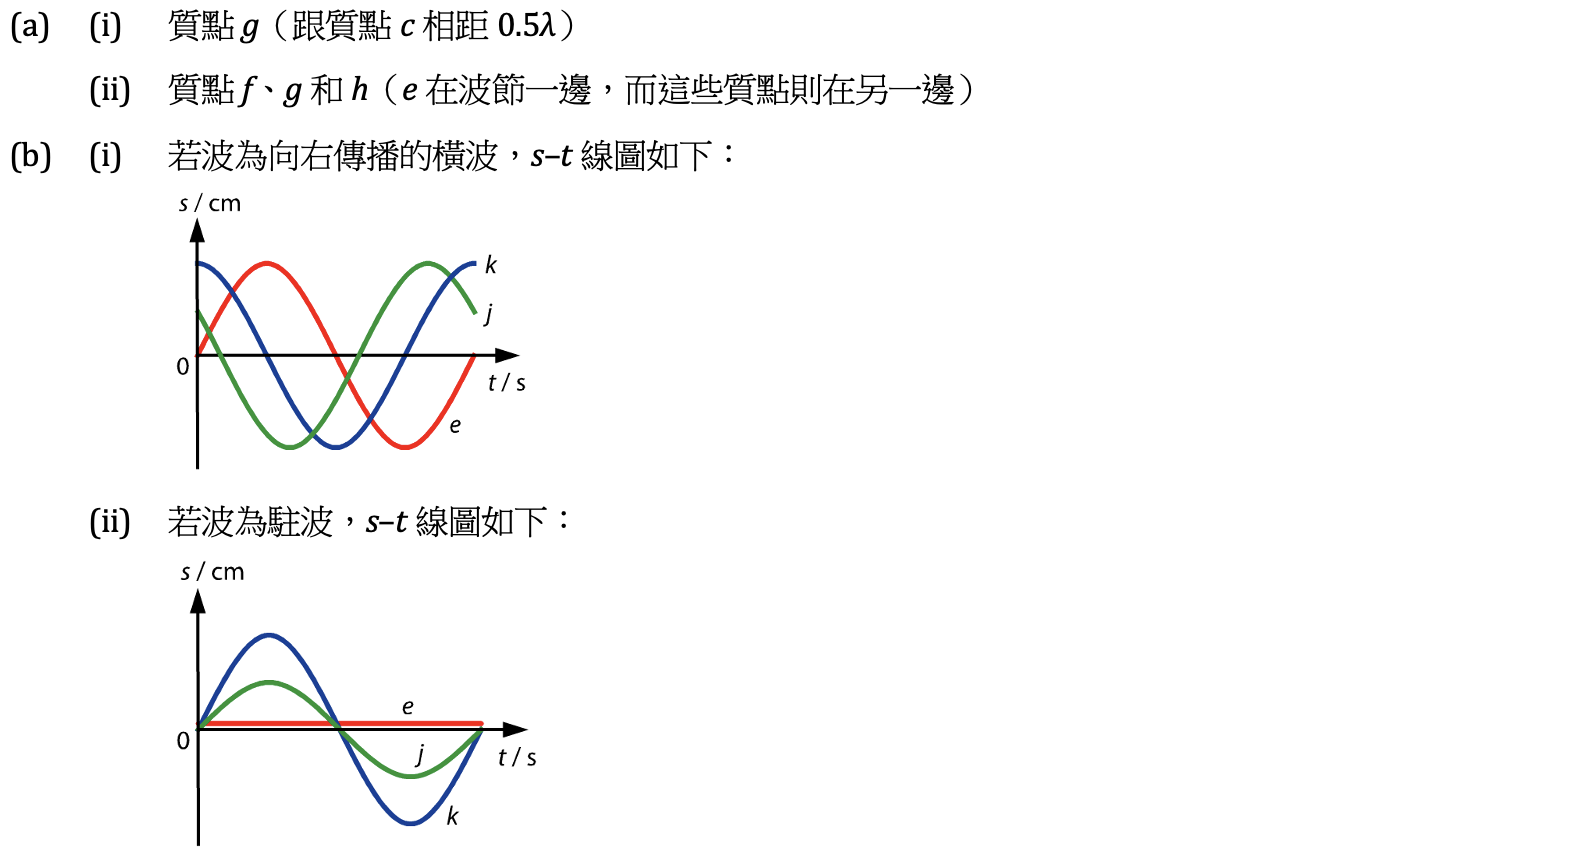 (a) (i) 質點 g（跟質點 c 相距 0.5λ）
(ii) 質點 f、g 和 h（e 在波節一邊，而這些質點則在另一邊）
(b) (i) 若波為向右傳播的橫波，s–t 線圖如下：
s / cm
k
j
0
t / s
e
(ii) 若波為駐波，s–t 線圖如下：
s / cm
e
0
j
t / s
k